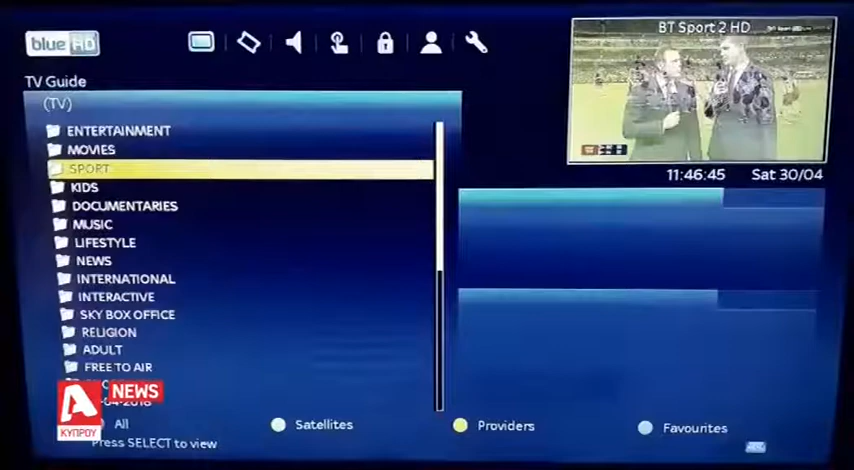 blue HD
BT Sport 2 HD
TV Guide
(TV)
ENTERTAINMENT
MOVIES
SPORT
KIDS
DOCUMENTARIES
MUSIC
LIFESTYLE
NEWS
INTERNATIONAL
INTERACTIVE
SKY BOX OFFICE
RELIGION
ADULT
FREE TO AIR
11:46:45 Sat 30/04
NEWS
ΚΥΠΡΟΥ
All
Satellites
Providers
Favourites
Press SELECT to view